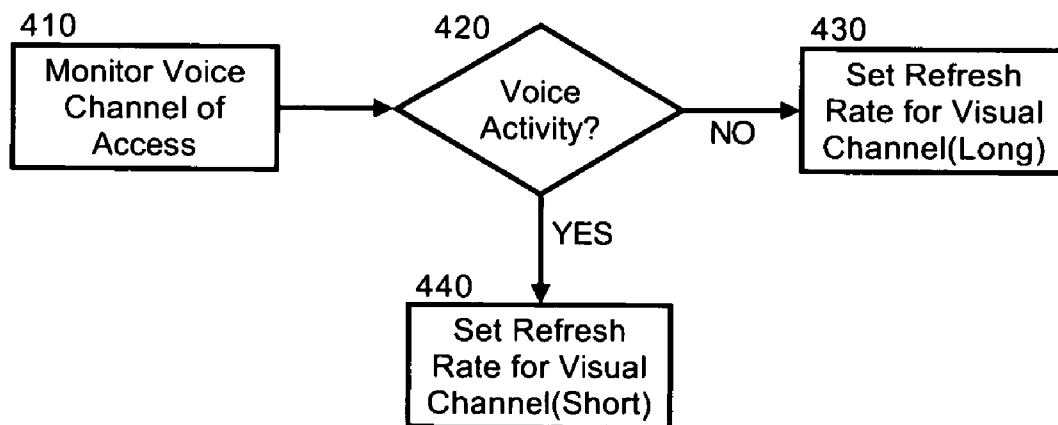 410
Monitor Voice
Channel of
Access
420
Voice
Activity?
NO
430
Set Refresh
Rate for Visual
Channel(Long)
YES
440
Set Refresh
Rate for Visual
Channel(Short)